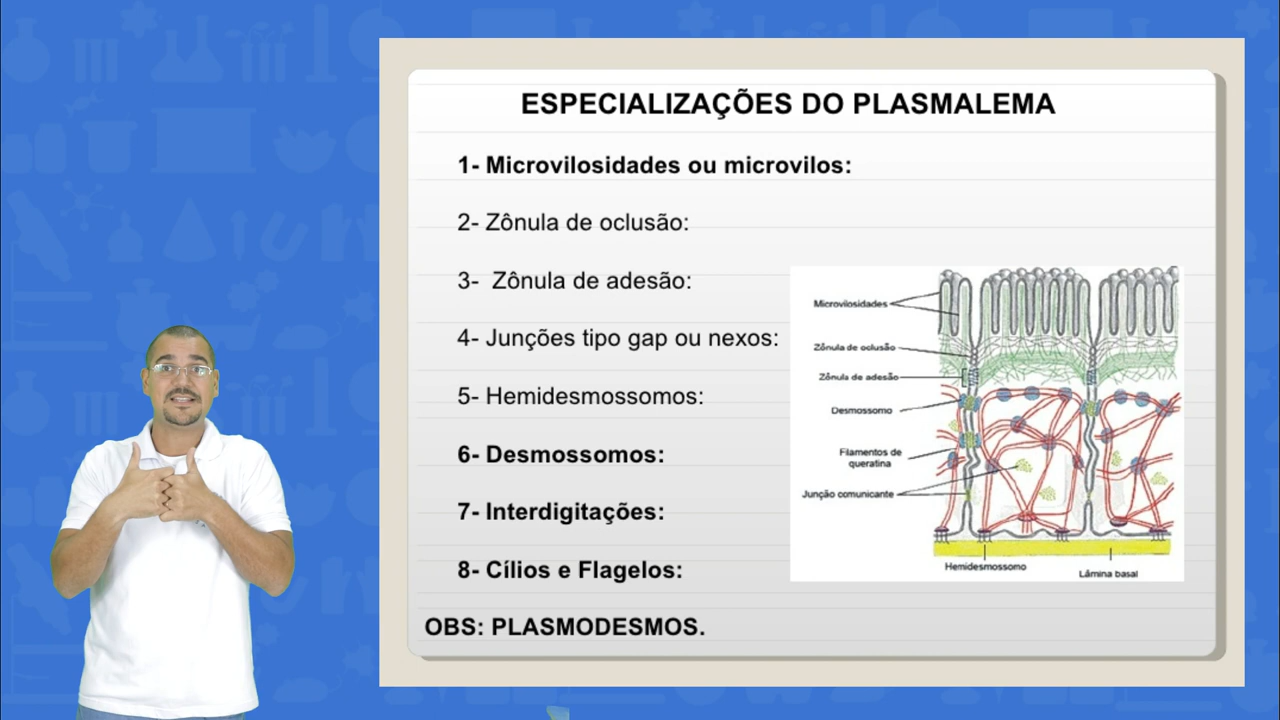 ESPECIALIZAÇÕES DO PLASMALEMA
1- Microvilosidades ou microvilos:
2- Zônula de oclusão:
3- Zônula de adesão:
4- Junções tipo gap ou nexos:
5- Hemidesmossomos:
6- Desmossomos:
7- Interdigitações:
8- Cílios e Flagelos:
OBS: PLASMODESMOS.
Microvilosidades
Zônula de oclusão
Zônula de adesão
Desmossomo
Filamentos de
queratina
Junção comunicante
Hemidesmossomo
Lâmina basal